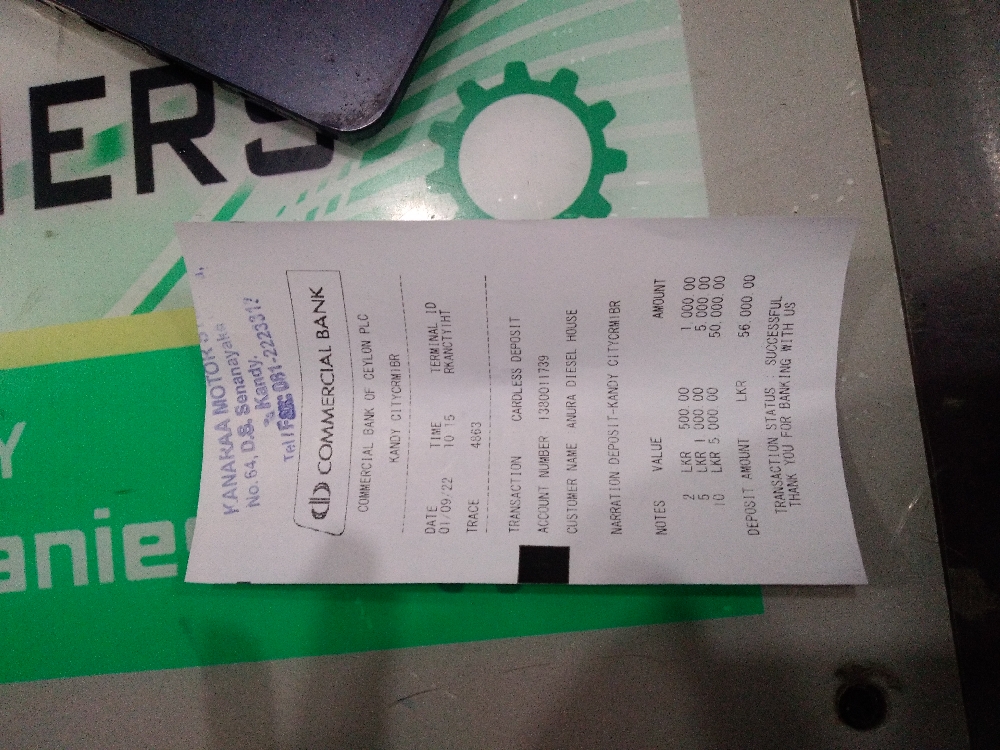 ERS
Y
anie
KANARAA MOTOR
No. 64, D.S. Senanayake
Kandy.
Tel / Fax: 081-2223312
COMMERCIAL BANK
COMMERCIAL BANK OF CEYLON PLC
KANDY CITYCRMIBR
DATE TIME TERMINAL ID
01/09/22 10 15 RKANCTYIHT
TRACE 4863
TRANSACTION CARDLESS DEPOSIT
ACCOUNT NUMBER 1380011739
CUSTOMER NAME ANURA DIESEL HOUSE
NARRATION DEPOSIT-KANDY CITYCRMIBR
NOTES VALUE AMOUNT
2 LKR 500 00 1 000 00
5 LKR 1 000 00 5 000 00
10 LKR 5 000 00 50,000 00
DEPOSIT AMOUNT LKR 56 000 00
TRANSACTION STATUS : SUCCESSFUL
THANK YOU FOR BANKING WITH US